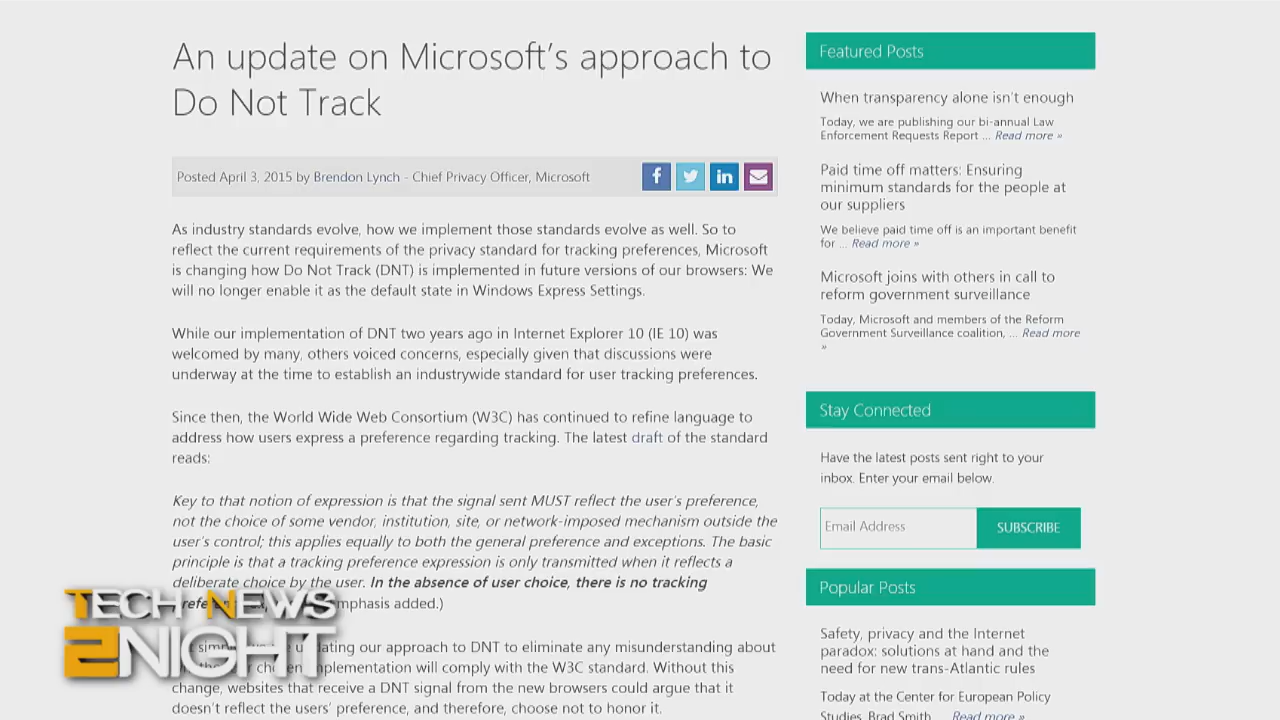 An update on Microsoft's approach to
Do Not Track
Posted April 3, 2015 by Brendon Lynch - Chief Privacy Officer, Microsoft
As industry standards evolve, how we implement those standards evolve as well. So to
reflect the current requirements of the privacy standard for tracking preferences, Microsoft
is changing how Do Not Track (DNT) is implemented in future versions of our browsers: We
will no longer enable it as the default state in Windows Express Settings.
While our implementation of DNT two years ago in Internet Explorer 10 (IE 10) was
welcomed by many, others voiced concerns, especially given that discussions were
underway at the time to establish an industrywide standard for user tracking preferences.
Since then, the World Wide Web Consortium (W3C) has continued to refine language to
address how users express a preference regarding tracking. The latest draft of the standard
reads:
Key to that notion of expression is that the signal sent MUST reflect the user's preference,
not the choice of some vendor, institution, site, or network-imposed mechanism outside the
user's control; this applies equally to both the general preference and exceptions. The basic
principle is that a tracking preference expression is only transmitted when it reflects a
deliberate choice by the user. In the absence of user choice, there is no tracking
emphasis added.)
updating our approach to DNT to eliminate any misunderstanding about
implementation will comply with the W3C standard. Without this
change, websites that receive a DNT signal from the new browsers could argue that it
doesn't reflect the users' preference, and therefore, choose not to honor it.
TECH NEWS
2NIGHT
Featured Posts
When transparency alone isn't enough
Today, we are publishing our bi-annual Law
Enforcement Requests Report ... Read more »
Paid time off matters: Ensuring
minimum standards for the people at
our suppliers
We believe paid time off is an important benefit
for ... Read more »
Microsoft joins with others in call to
reform government surveillance
Today, Microsoft and members of the Reform
Government Surveillance coalition, ... Read more
»
Stay Connected
Have the latest posts sent right to your
inbox. Enter your email below.
Email Address
SUBSCRIBE
Popular Posts
Safety, privacy and the Internet
paradox: solutions at hand and the
need for new trans-Atlantic rules
Today at the Center for European Policy
Studies, Brad Smith ... Read more »